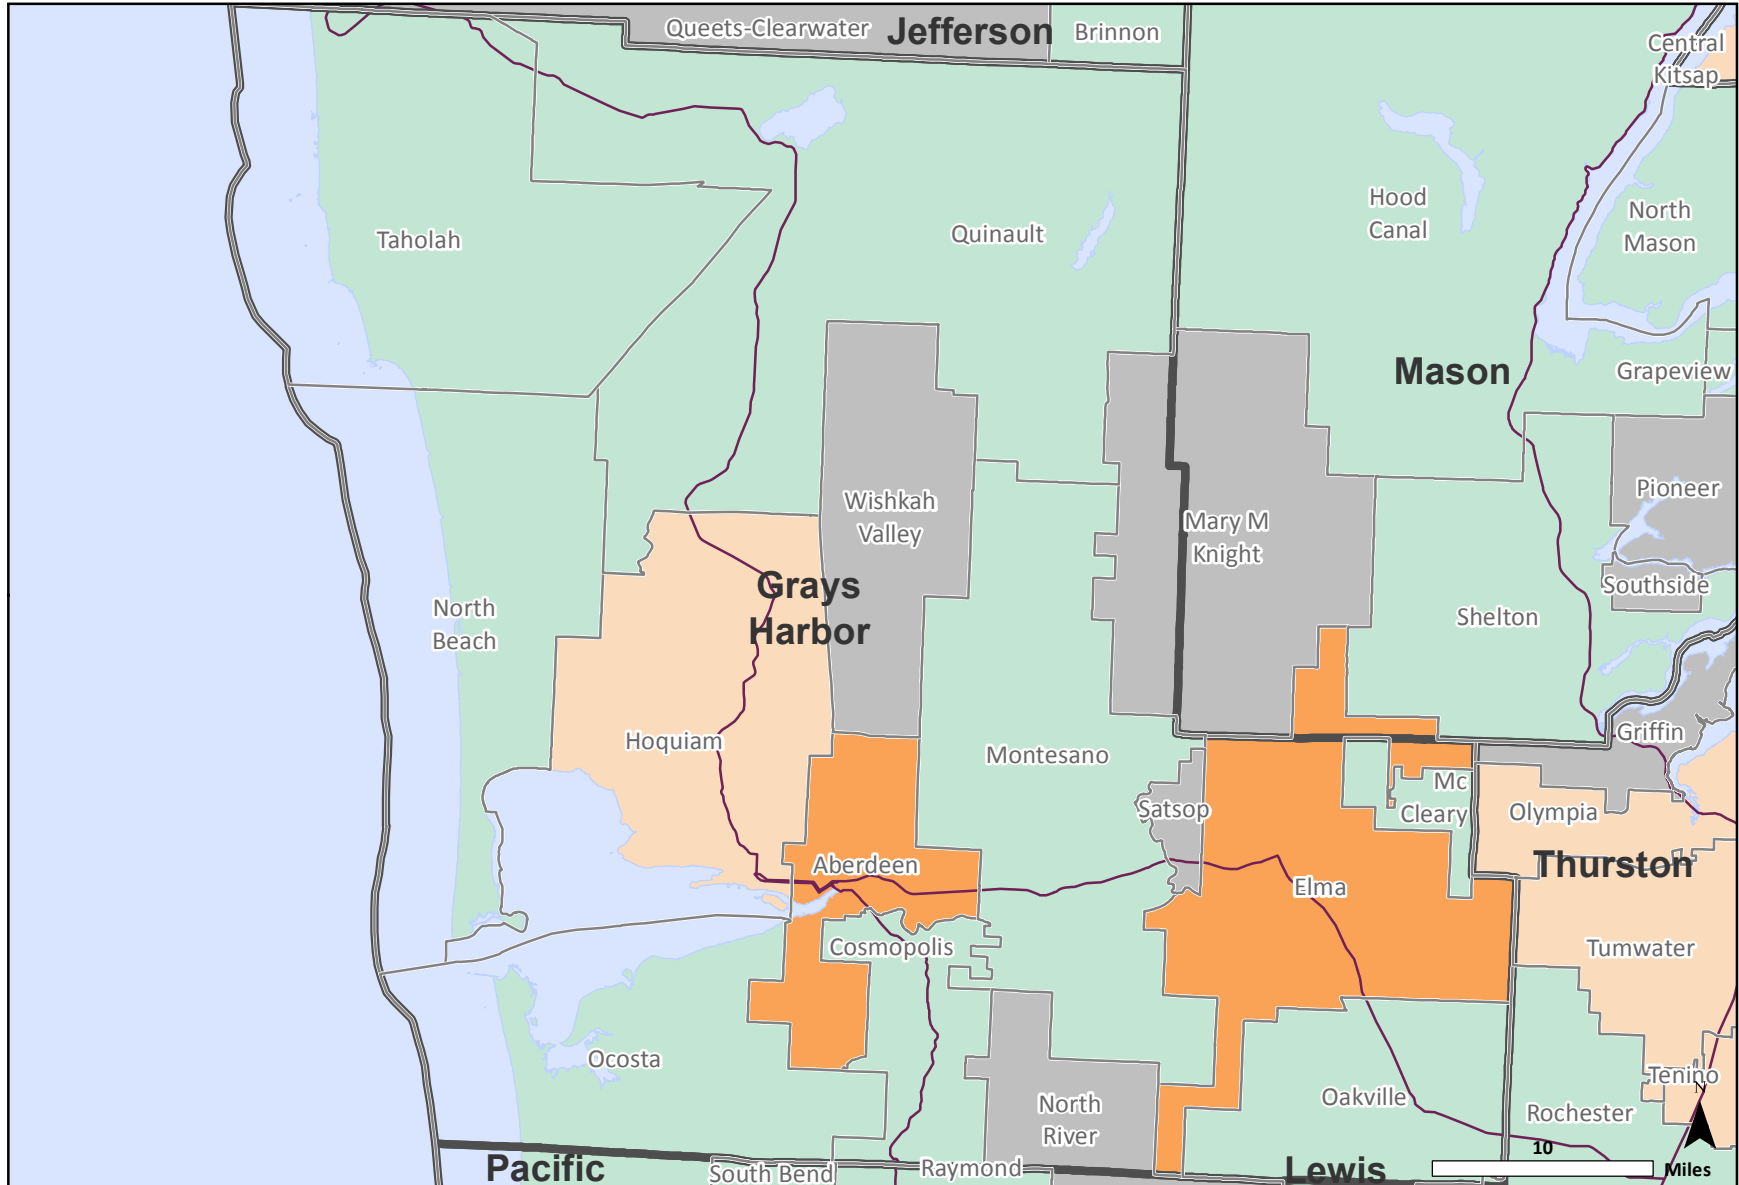 Queets-Clearwater
Jefferson
Brinnon
Central
Kitsap
Taholah
Quinault
Hood
Canal
North
Mason
Mason
Grapeview
Wishkah
Valley
Mary M
Knight
Pioneer
Southside
Grays
Harbor
North
Beach
Shelton
Hoquiam
Montesano
Griffin
Satsop
Mc
Cleary
Olympia
Aberdeen
Elma
Thurston
Cosmopolis
Tumwater
Ocosta
North
River
Oakville
Tenino
N
Rochester
Pacific
South Bend
Raymond
Lewis
10
Miles